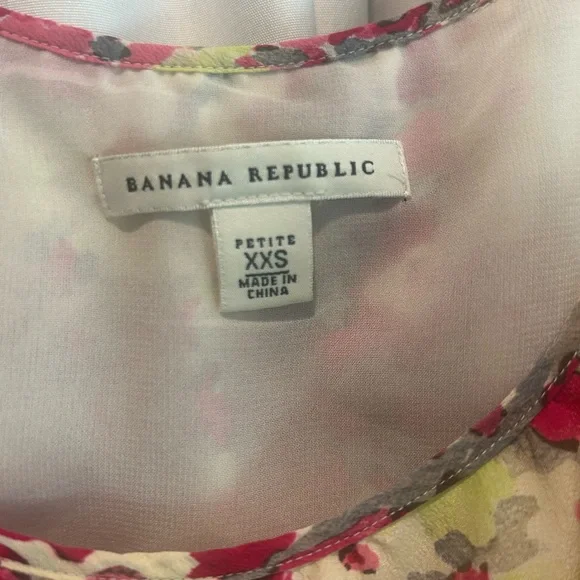 BANANA REPUBLIC
PETITE
XXS
MADE IN
CHINA